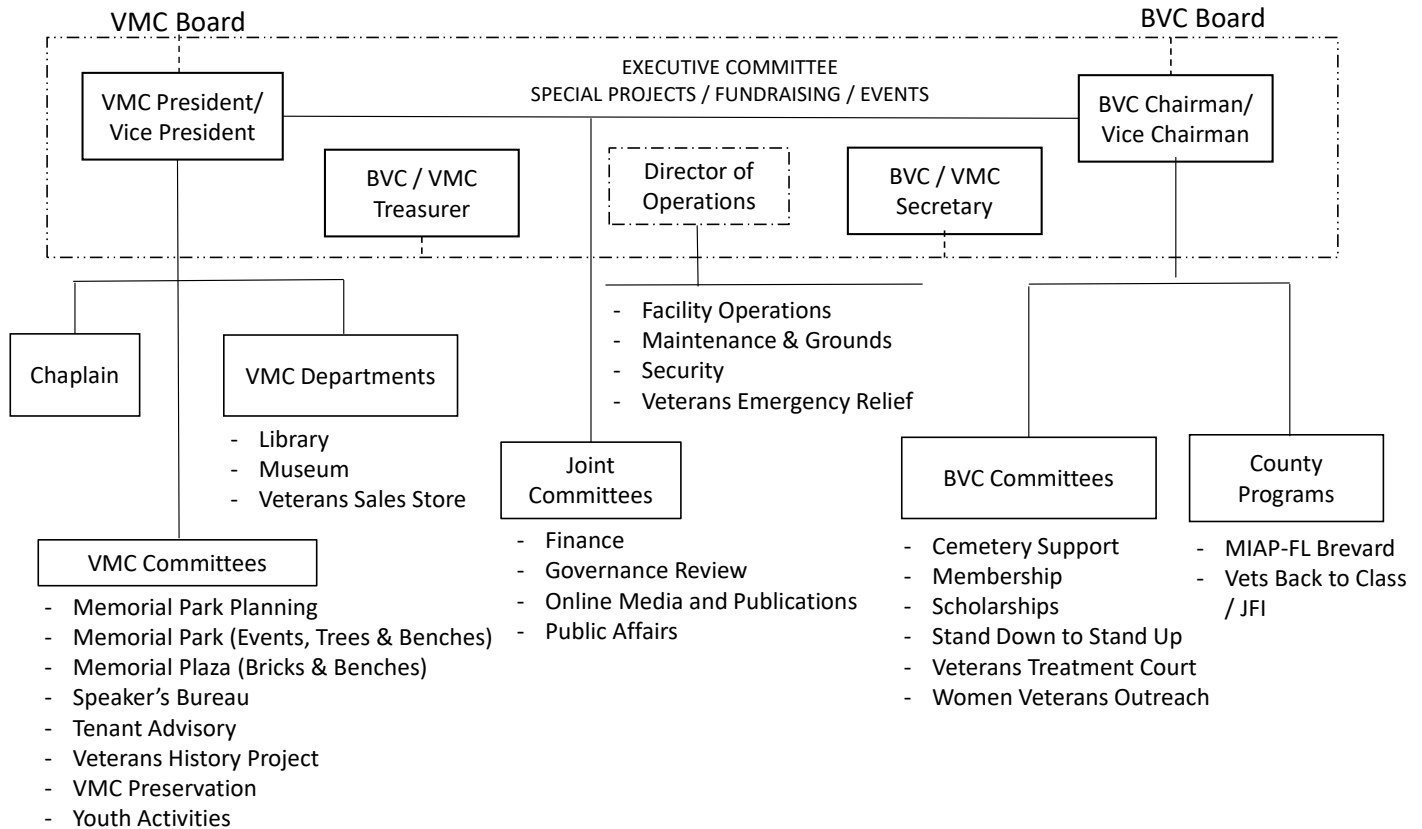 VMC Board
BVC Board
EXECUTIVE COMMITTEE
SPECIAL PROJECTS / FUNDRAISING / EVENTS
VMC President/
Vice President
BVC Chairman/
Vice Chairman
BVC / VMC
Treasurer
Director of
Operations
BVC / VMC
Secretary
- Facility Operations
- Maintenance & Grounds
- Security
- Veterans Emergency Relief
Chaplain
VMC Departments
- Library
- Museum
- Veterans Sales Store
Joint
Committees
- Finance
- Governance Review
- Online Media and Publications
- Public Affairs
BVC Committees
- Cemetery Support
- Membership
- Scholarships
- Stand Down to Stand Up
- Veterans Treatment Court
- Women Veterans Outreach
County
Programs
- MIAP-FL Brevard
- Vets Back to Class
/ JFI
VMC Committees
- Memorial Park Planning
- Memorial Park (Events, Trees & Benches)
- Memorial Plaza (Bricks & Benches)
- Speaker’s Bureau
- Tenant Advisory
- Veterans History Project
- VMC Preservation
- Youth Activities